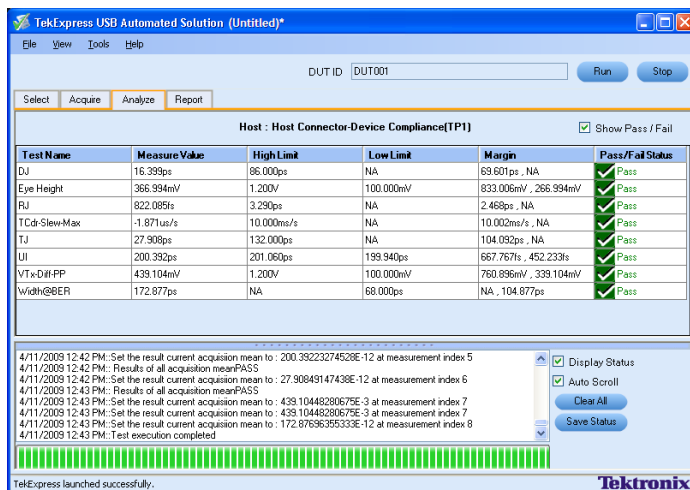 TekExpress USB Automated Solution (Untitled)*
File View Tools Help
DUT ID DUT001 Run Stop
Select Acquire Analyze Report
Host : Host Connector-Device Compliance(TP1) Show Pass / Fail
Test Name Measure Value High Limit Low Limit Margin Pass/Fail Status
DJ 16.399ps 86.000ps NA 69.601ps , NA Pass
Eye Height 366.994mV 1.200V 100.000mV 833.006mV , 266.994mV Pass
RJ 822.085fs 3.290ps NA 2.468ps , NA Pass
TCdr-Slew-Max -1.871us/s 10.000ms/s NA 10.002ms/s , NA Pass
TJ 27.908ps 132.000ps NA 104.092ps , NA Pass
UI 200.392ps 201.060ps 199.940ps 667.767fs , 452.233fs Pass
VTx-Diff-PP 439.104mV 1.200V 100.000mV 760.896mV , 339.104mV Pass
Width@BER 172.877ps NA 68.000ps NA , 104.877ps Pass
4/11/2009 12:42 PM::Set the result current acquisiion mean to : 200.39223274528E-12 at measurement index 5
4/11/2009 12:42 PM:: Results of all acquisition meanPASS
4/11/2009 12:42 PM::Set the result current acquisiion mean to : 27.90849147438E-12 at measurement index 6
4/11/2009 12:43 PM:: Results of all acquisition meanPASS
4/11/2009 12:43 PM::Set the result current acquisiion mean to : 439.10448280675E-3 at measurement index 7
4/11/2009 12:43 PM::Set the result current acquisiion mean to : 439.10448280675E-3 at measurement index 7
4/11/2009 12:43 PM::Set the result current acquisiion mean to : 172.87696355333E-12 at measurement index 8
4/11/2009 12:43 PM::Test execution completed
Display Status
Auto Scroll
Clear All
Save Status
TekExpress launched successfully. Tektronix